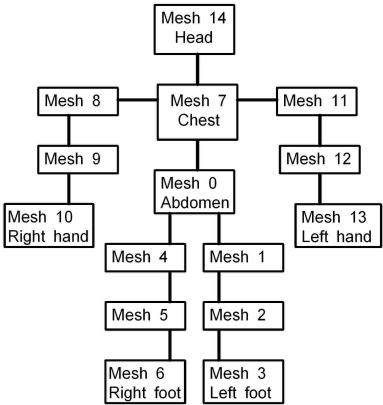 Mesh 14
Head
Mesh 8
Mesh 7
Chest
Mesh 11
Mesh 9
Mesh 12
Mesh 10
Right hand
Mesh 0
Abdomen
Mesh 13
Left hand
Mesh 4
Mesh 1
Mesh 5
Mesh 2
Mesh 6
Right foot
Mesh 3
Left foot